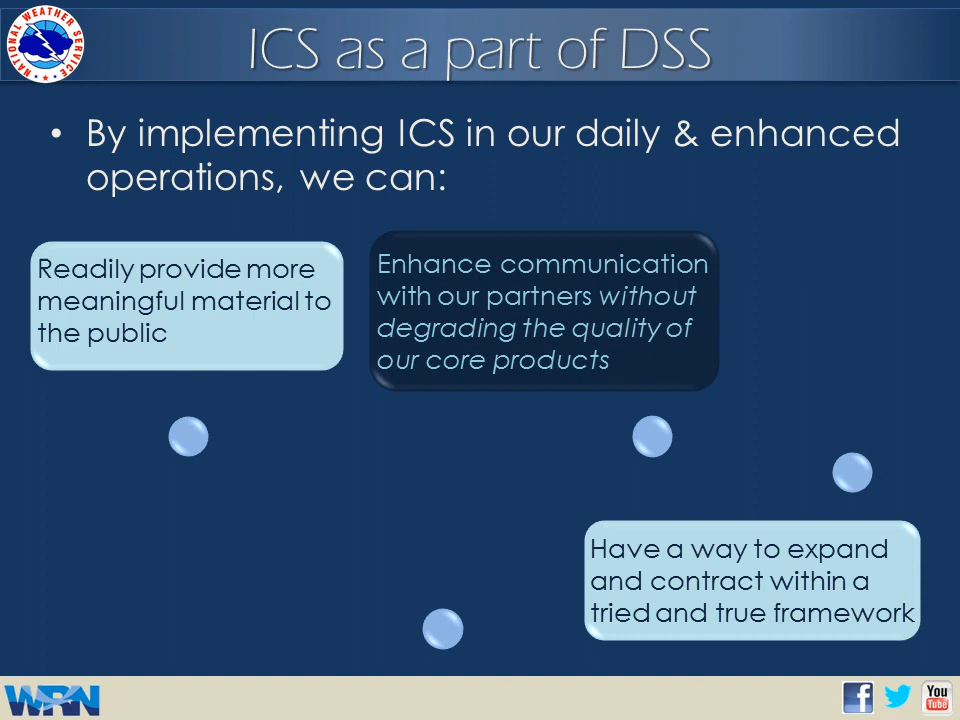 NATIONAL WEATHER SERVICE
ICS as a part of DSS
• By implementing ICS in our daily & enhanced
operations, we can:
Readily provide more
meaningful material to
the public
Enhance communication
with our partners without
degrading the quality of
our core products
Have a way to expand
and contract within a
tried and true framework
WRN
f
You
Tube